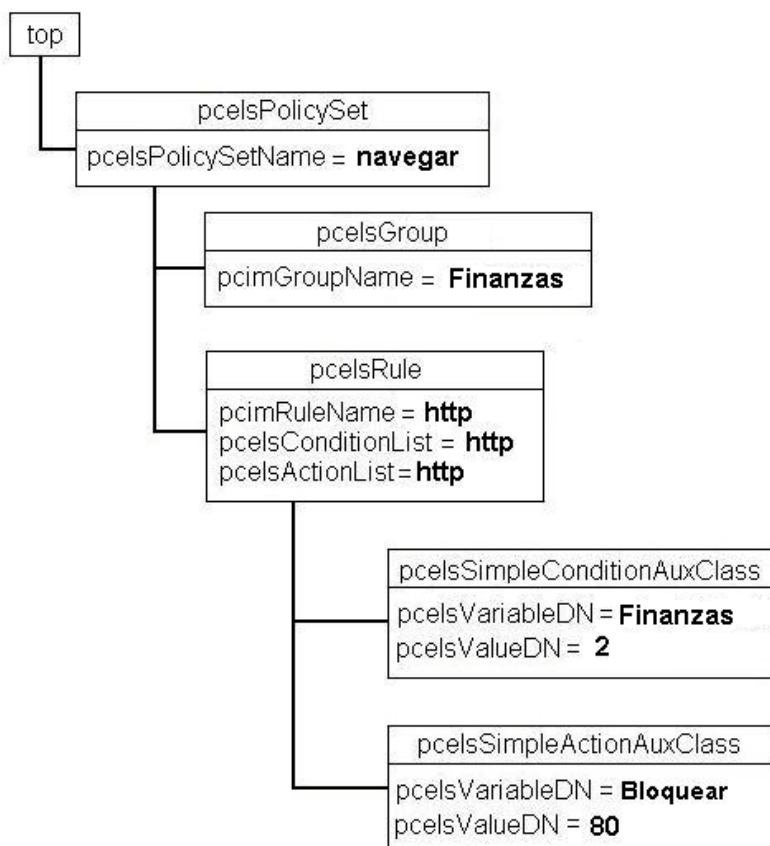 top
pcelsPolicySet
pcelsPolicySetName = navegar
pcelsGroup
pcimGroupName = Finanzas
pcelsRule
pcimRuleName = http
pcelsConditionList = http
pcelsActionList=http
pcelsSimpleConditionAuxClass
pcelsVariableDN = Finanzas
pcelsValueDN = 2
pcelsSimpleActionAuxClass
pcelsVariableDN = Bloquear
pcelsValueDN = 80